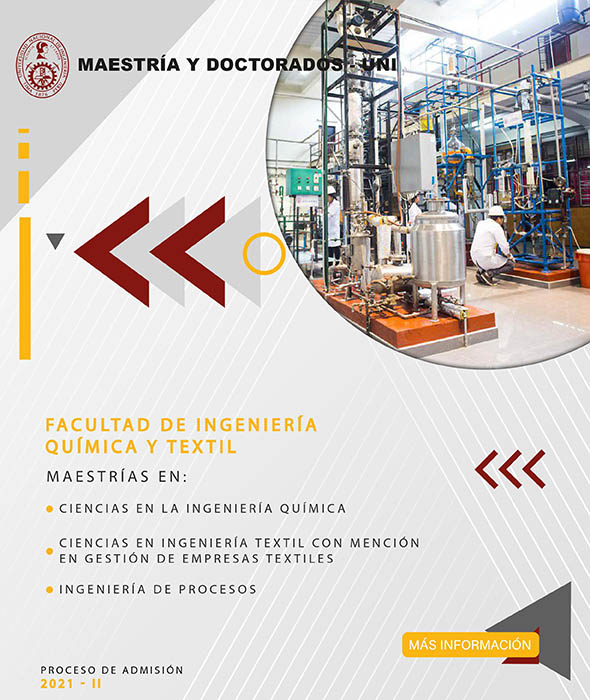 MAESTRÍA Y DOCTORADOS - UNI
FACULTAD DE INGENIERÍA
QUÍMICA Y TEXTIL
MAESTRÍAS EN:
CIENCIAS EN LA INGENIERÍA QUÍMICA
CIENCIAS EN INGENIERÍA TEXTIL CON MENCIÓN
EN GESTIÓN DE EMPRESAS TEXTILES
INGENIERÍA DE PROCESOS
MÁS INFORMACIÓN
PROCESO DE ADMISIÓN
2021 - II